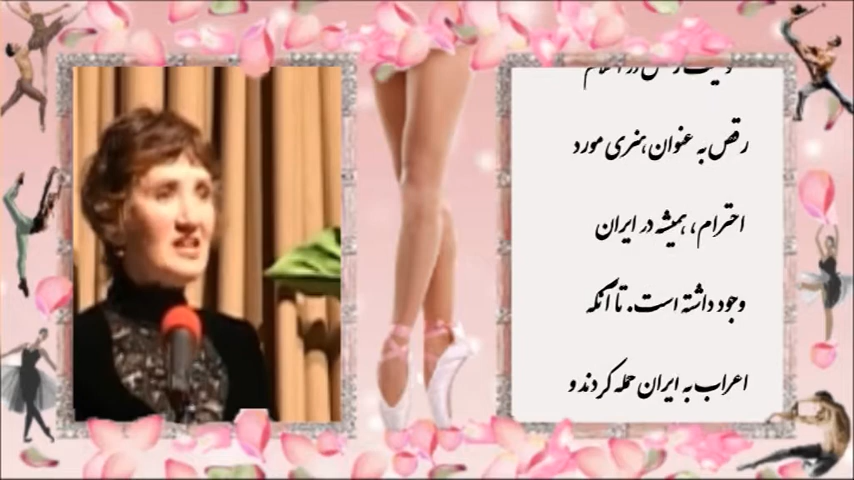 رقص به عنوان هنری مورد
احترام، همیشه در ایران
وجود داشته است. تا آنکه
اعراب به ایران حمله کردند و